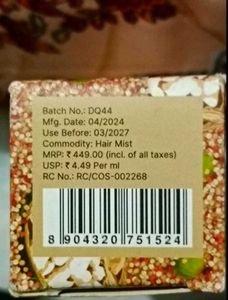 Batch No.: DQ44
Mfg. Date: 04/2024
Use Before: 03/2027
Commodity: Hair Mist
MRP: ₹ 449.00 (incl. of all taxes)
USP: ₹ 4.49 Per ml
RC No.: RC/COS-002268
8 904320 751524